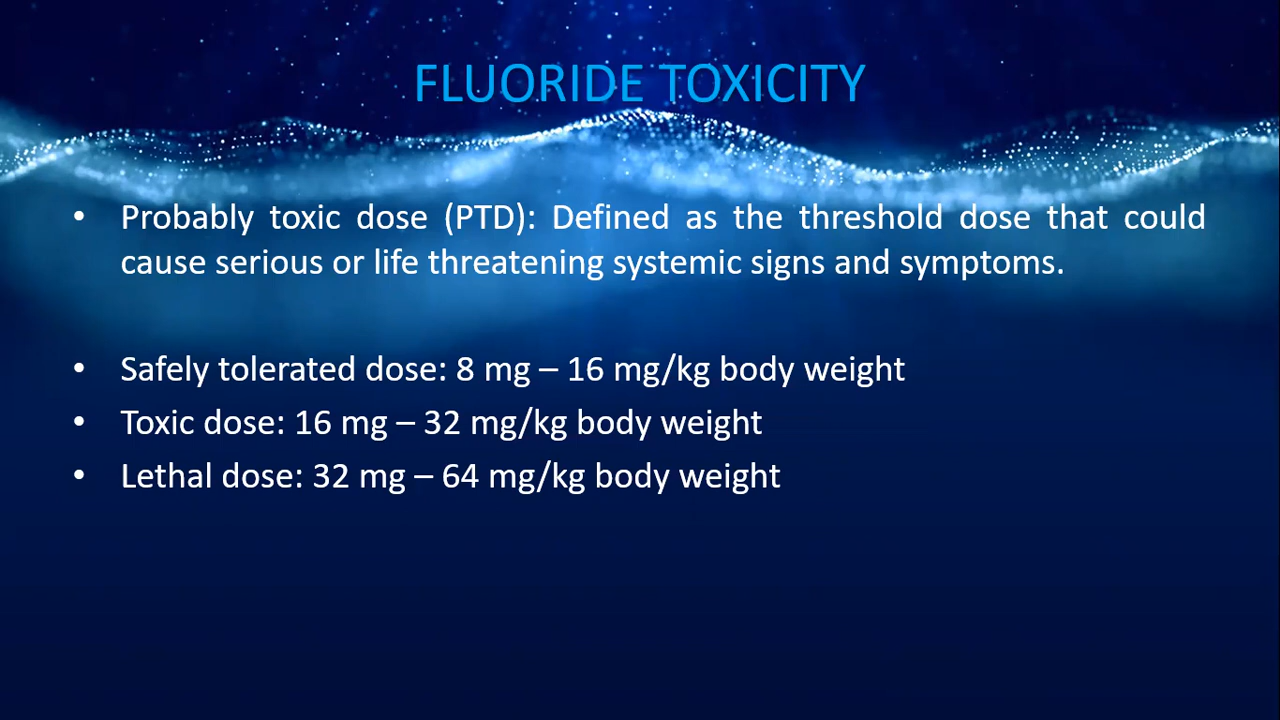 FLUORIDE TOXICITY
• Probably toxic dose (PTD): Defined as the threshold dose that could
cause serious or life threatening systemic signs and symptoms.
• Safely tolerated dose: 8 mg – 16 mg/kg body weight
• Toxic dose: 16 mg – 32 mg/kg body weight
• Lethal dose: 32 mg – 64 mg/kg body weight